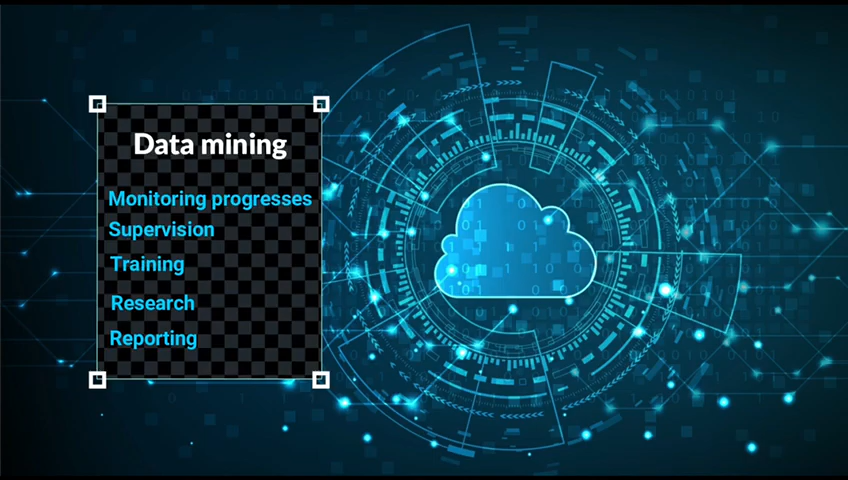 Data mining
Monitoring progresses
Supervision
Training
Research
Reporting